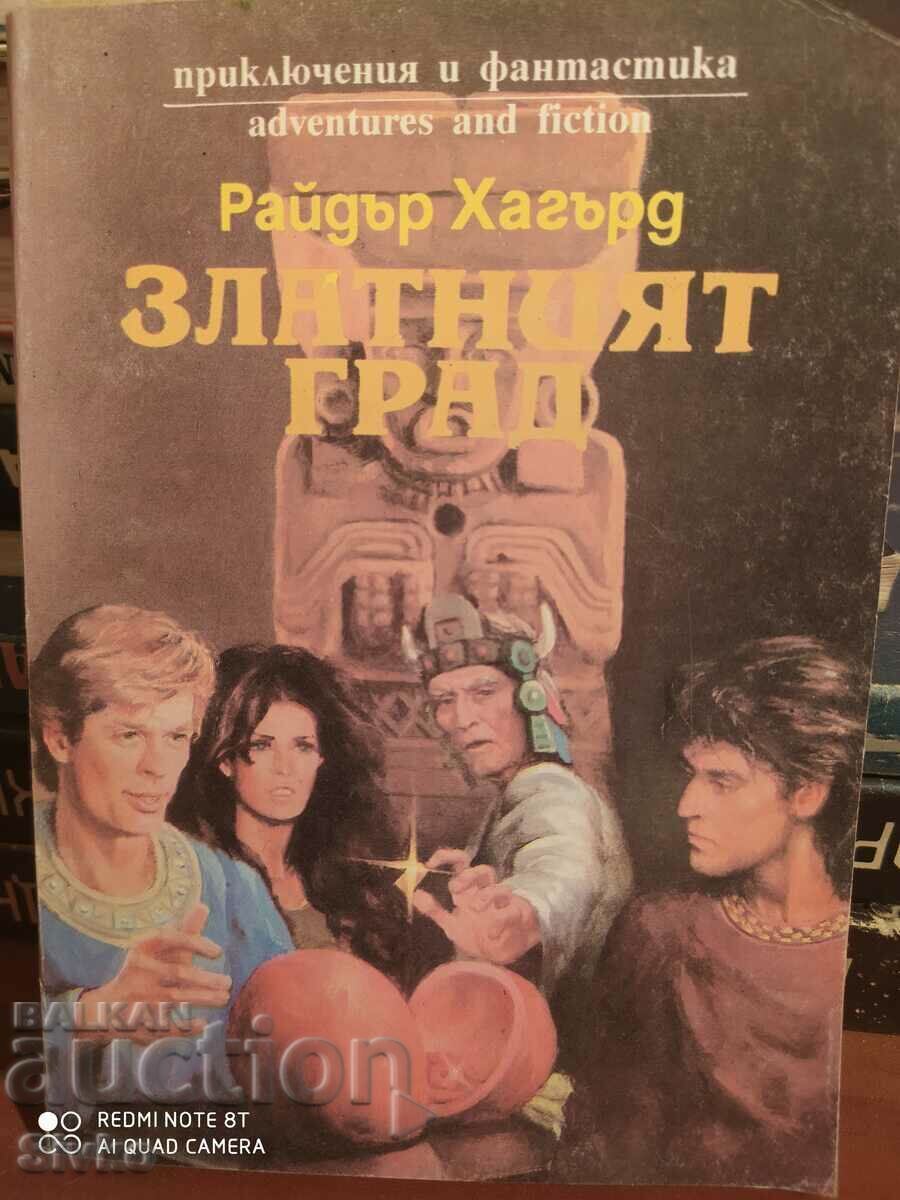 приключения и фантастика
adventures and fiction
Райдър Хагърд
ЗЛАТНИЯТ
ГРАД
BALKAN
auction
REDMI NOTE 8T
AI QUAD CAMERA